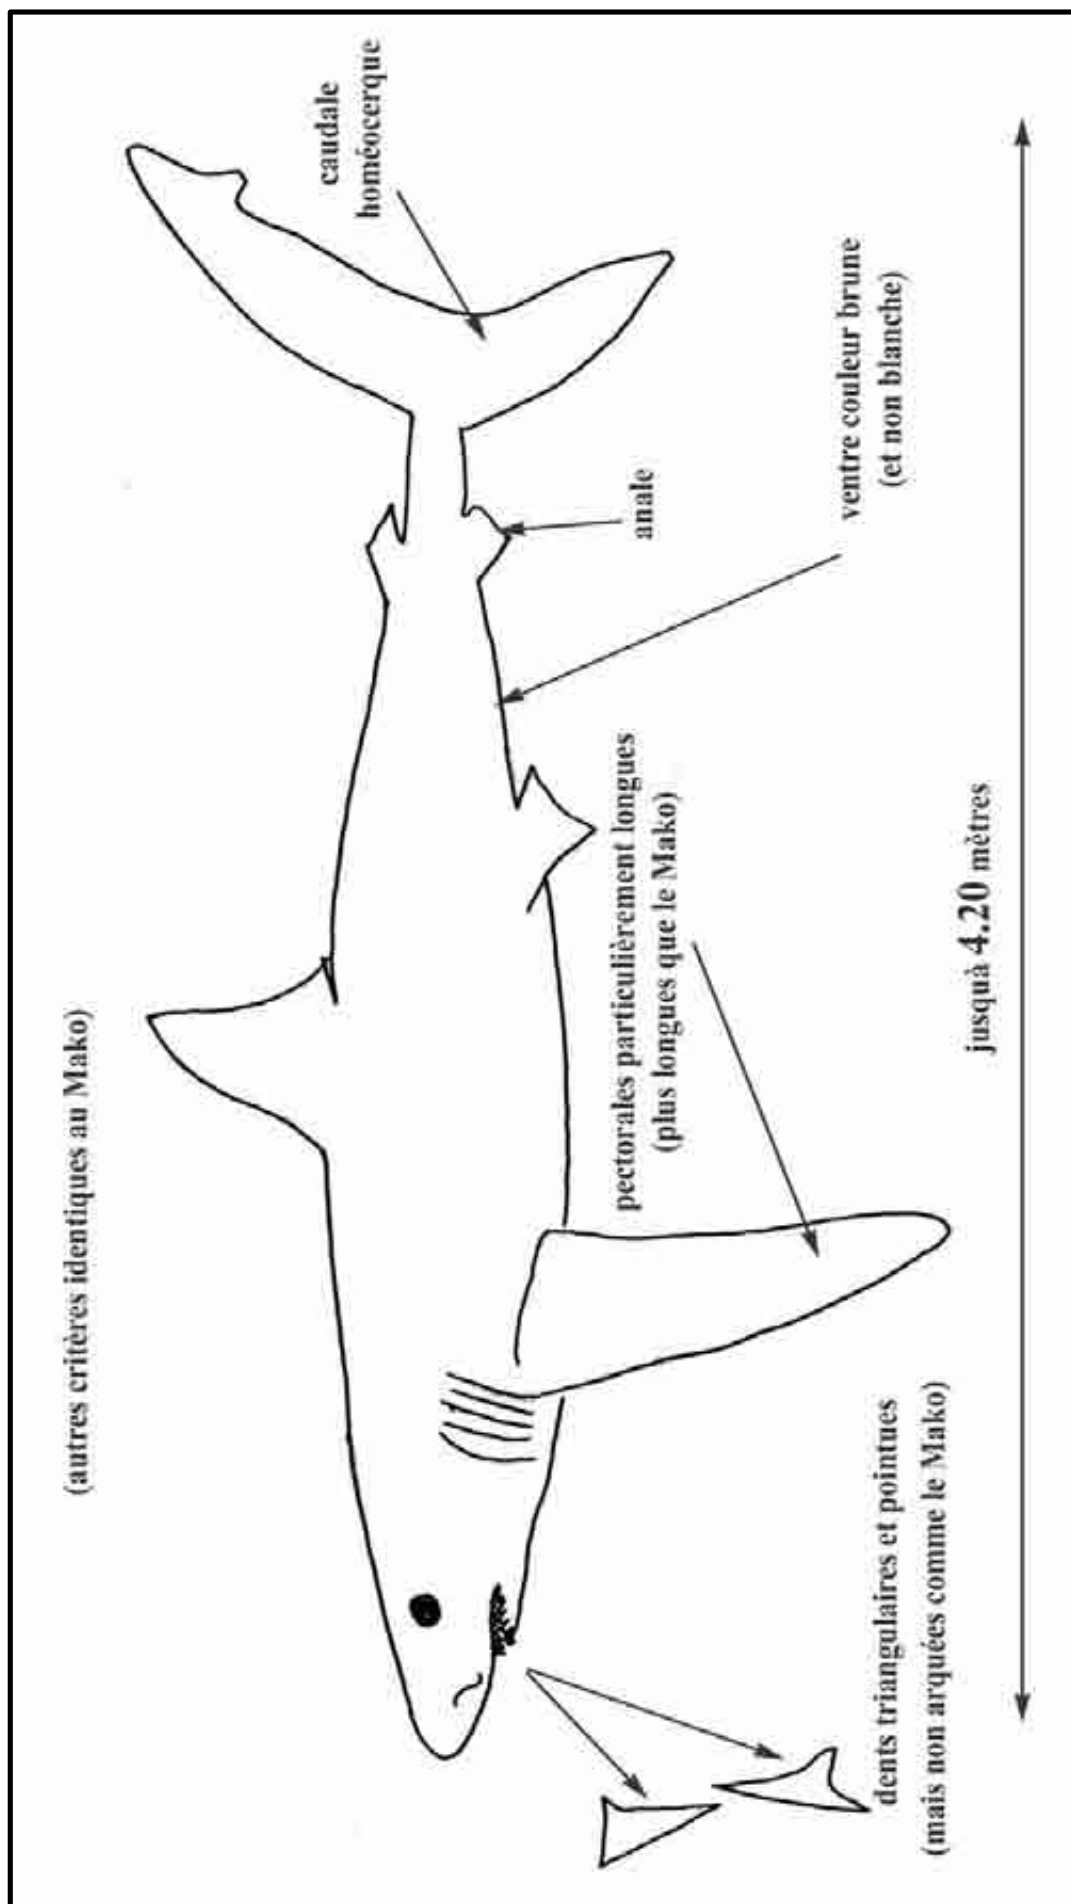 (autres critères identiques au Mako)
caudale
homéocerque
anale
ventre couleur brune
(et non blanche)
pectorales particulièrement longues
(plus longues que le Mako)
dents triangulaires et pointues
(mais non arquées comme le Mako)
jusquà 4.20 mètres